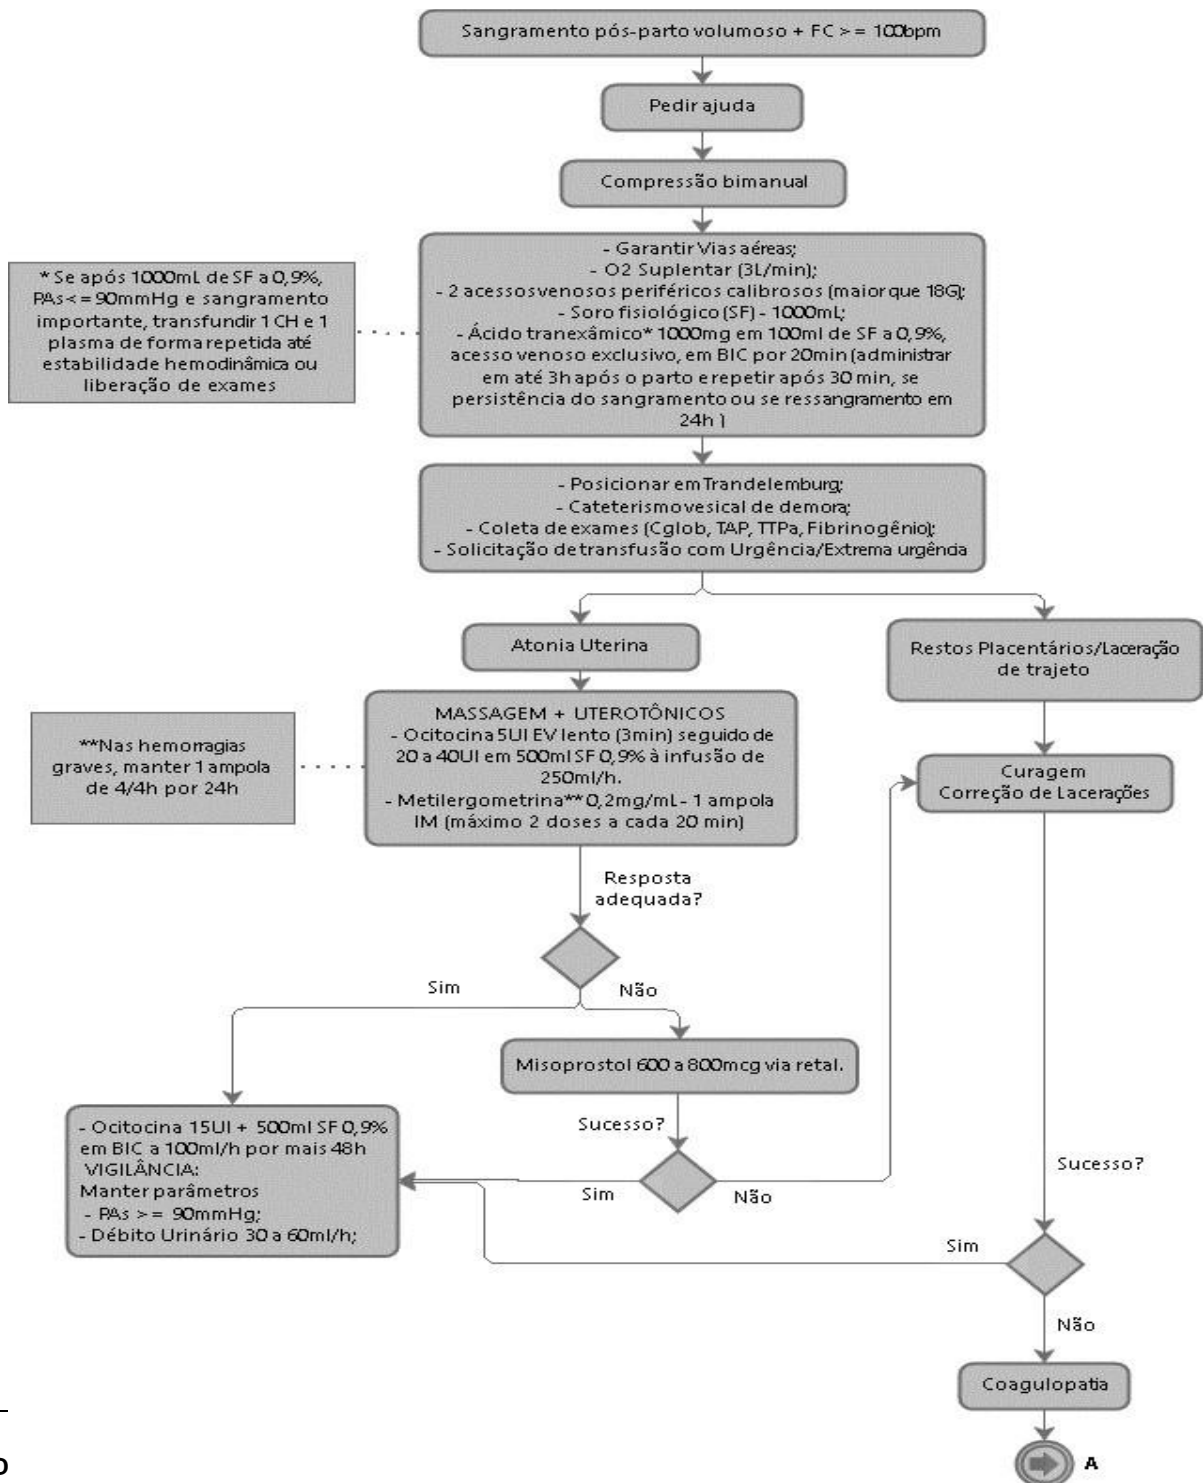 Sangramento pós-parto volumoso + FC >= 100bpm
Pedir ajuda
Compressão bimanual
- Garantir Vias aéreas;
- O2 Suplentar (3L/min);
- 2 acessos venosos periféricos calibrosos (maior que 18G);
- Soro fisiológico (SF) - 1000mL;
- Ácido tranexâmico* 1000mg em 100ml de SF a 0,9%,
acesso venoso exclusivo, em BIC por 20min (administrar
em até 3h após o parto e repetir após 30 min, se
persistência do sangramento ou se ressangramento em
24h )
* Se após 1000mL de SF a 0,9%,
PAs<=90mmHg e sangramento
importante, transfundir 1 CH e 1
plasma de forma repetida até
estabilidade hemodinâmica ou
liberação de exames
- Posicionar em Trandelemburg;
- Cateterismo vesical de demora;
- Coleta de exames (Cglob, TAP, TTPa, Fibrinogênio);
- Solicitação de transfusão com Urgência/Extrema urgência
Atonia Uterina
Restos Placentários/Laceração
de trajeto
MASSAGEM + UTEROTÔNICOS
- Ocitocina 5UI EV lento (3min) seguido de
20 a 40UI em 500ml SF 0,9% à infusão de
250ml/h.
- Metilergometrina** 0,2mg/mL - 1 ampola
IM (máximo 2 doses a cada 20 min)
**Nas hemorragias
graves, manter 1 ampola
de 4/4h por 24h
Curagem
Correção de Lacerações
Resposta
adequada?
Sim
Não
Misoprostol 600 a 800mcg via retal.
Sucesso?
- Ocitocina 15UI + 500ml SF 0,9%
em BIC a 100ml/h por mais 48h
VIGILÂNCIA:
Manter parâmetros
- PAs >= 90mmHg;
- Débito Urinário 30 a 60ml/h;
Sim
Não
Sucesso?
Sim
Não
Coagulopatia
A